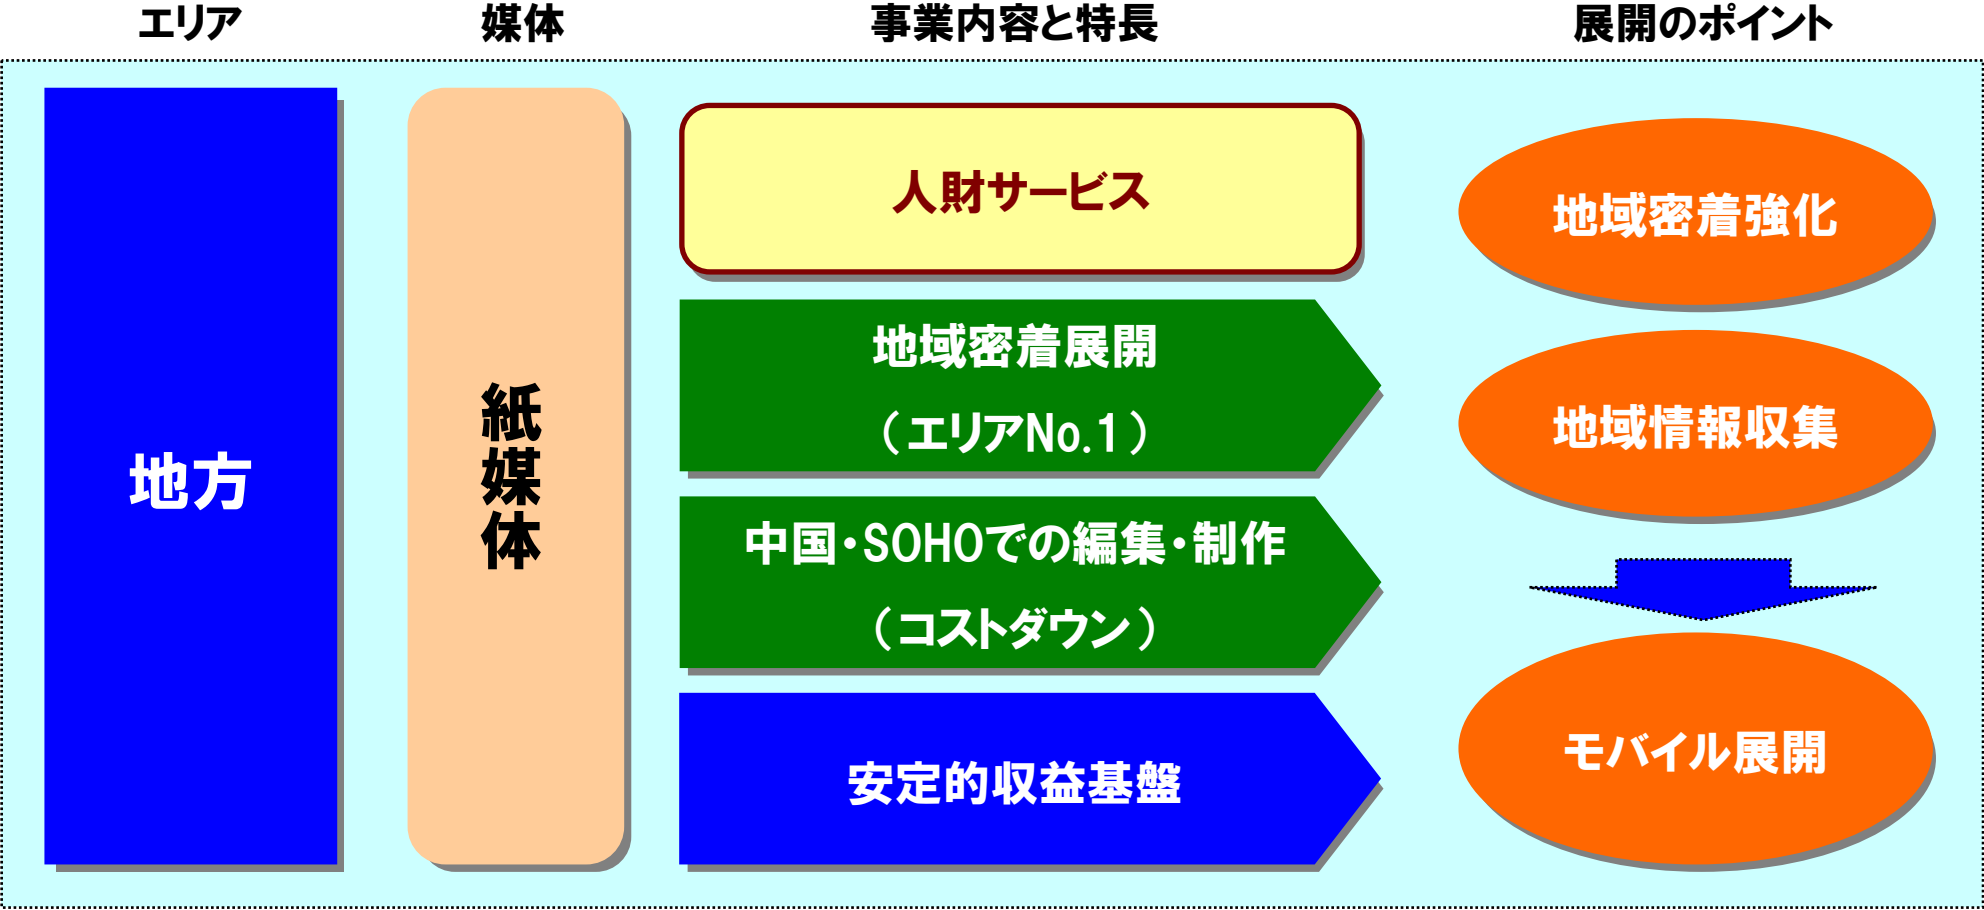 エリア
媒体
事業内容と特長
展開のポイント
地方
紙媒体
人財サービス
地域密着展開
（エリアNo.1）
中国・SOHOでの編集・制作
（コストダウン）
安定的収益基盤
地域密着強化
地域情報収集
モバイル展開